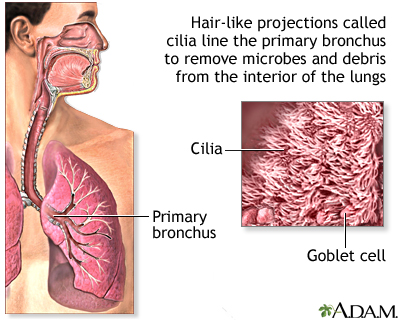 Hair-like projections called
cilia line the primary bronchus
to remove microbes and debris
from the interior of the lungs
Cilia
Primary
bronchus
Goblet cell
A.D.A.M.